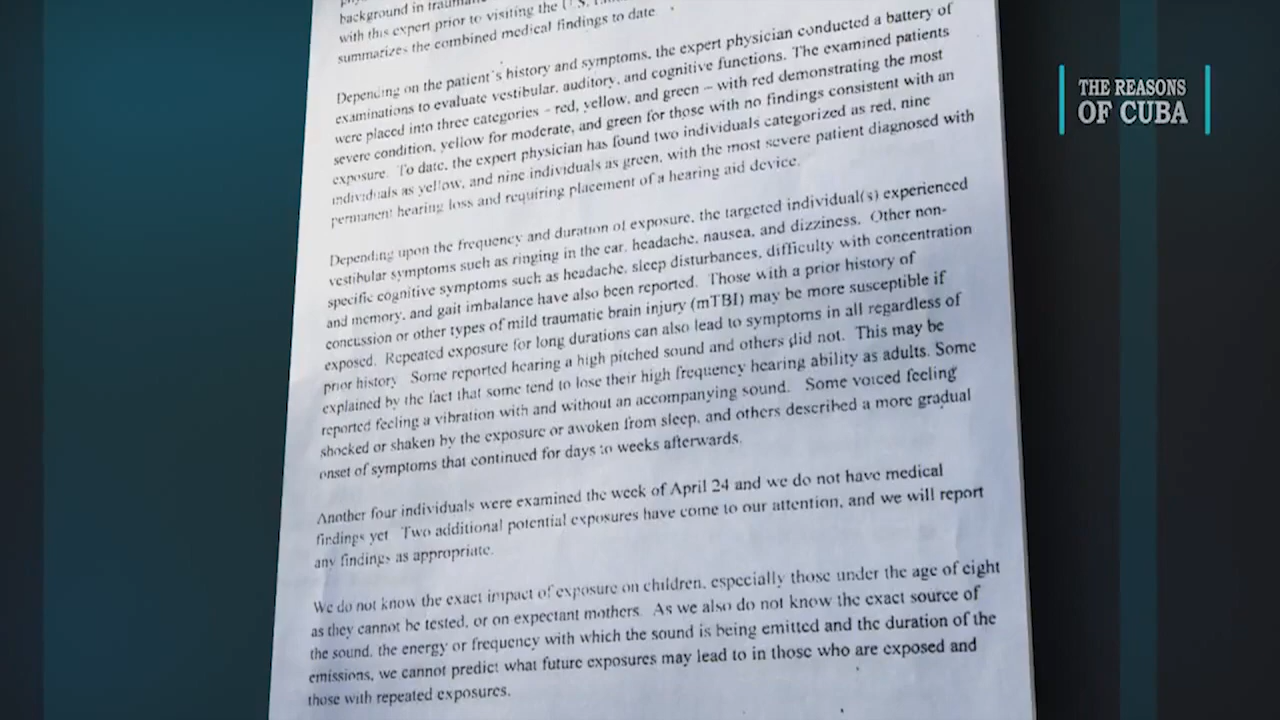 background in
with this expert prior to visiting the U.S.
summarizes the combined medical findings to date
Depending on the patient's history and symptoms, the expert physician conducted a battery of
examinations to evaluate vestibular, auditory, and cognitive functions. The examined patients
were placed into three categories - red, yellow, and green – with red demonstrating the most
severe condition, yellow for moderate, and green for those with no findings consistent with an
exposure. To date, the expert physician has found two individuals categorized as red, nine
individuals as yellow, and nine individuals as green, with the most severe patient diagnosed with
permanent hearing loss and requiring placement of a hearing aid device.
Depending upon the frequency and duration of exposure, the targeted individual(s) experienced
vestibular symptoms such as ringing in the ear, headache, nausea, and dizziness. Other non-
specific cognitive symptoms such as headache, sleep disturbances, difficulty with concentration
and memory, and gait imbalance have also been reported. Those with a prior history of
concussion or other types of mild traumatic brain injury (mTBI) may be more susceptible if
exposed. Repeated exposure for long durations can also lead to symptoms in all regardless of
prior history Some reported hearing a high pitched sound and others did not. This may be
explained by the fact that some tend to lose their high frequency hearing ability as adults. Some
reported feeling a vibration with and without an accompanying sound. Some voiced feeling
shocked or shaken by the exposure or awoken from sleep, and others described a more gradual
onset of symptoms that continued for days to weeks afterwards.
Another four individuals were examined the week of April 24 and we do not have medical
findings yet Two additional potential exposures have come to our attention, and we will report
any findings as appropriate.
We do not know the exact impact of exposure on children, especially those under the age of eight
as they cannot be tested, or on expectant mothers. As we also do not know the exact source of
the sound, the energy or frequency with which the sound is being emitted and the duration of the
emissions, we cannot predict what future exposures may lead to in those who are exposed and
those with repeated exposures.
THE REASONS
OF CUBA